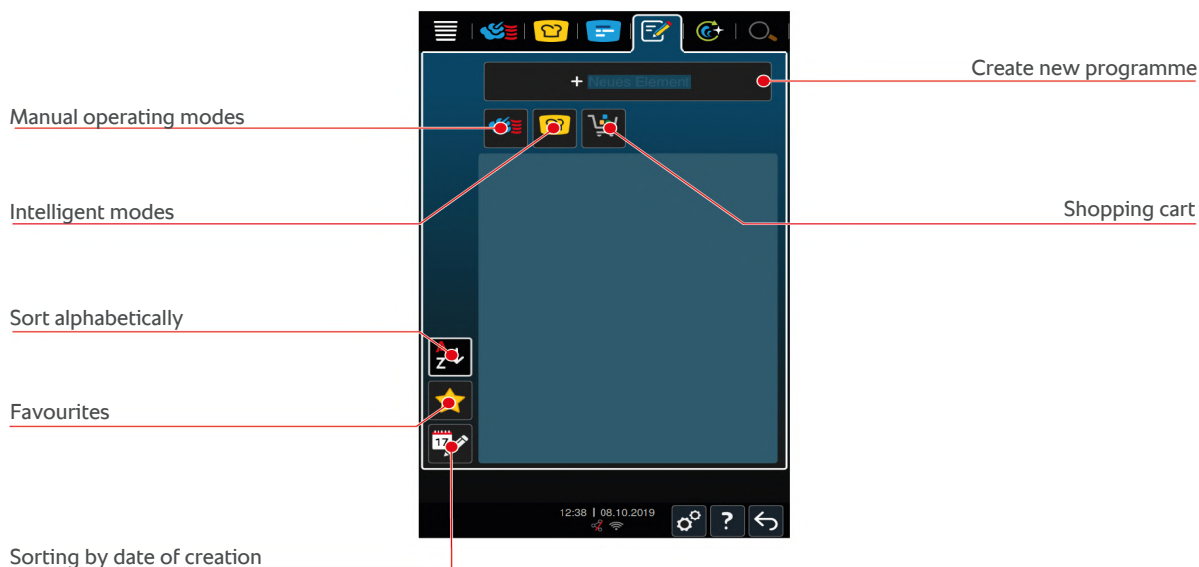 Create new programme
+ Neues Element
Manual operating modes
Intelligent modes
Shopping cart
Sort alphabetically
A
Z
Favourites
17
12:38 | 08.10.2019
?
Sorting by date of creation